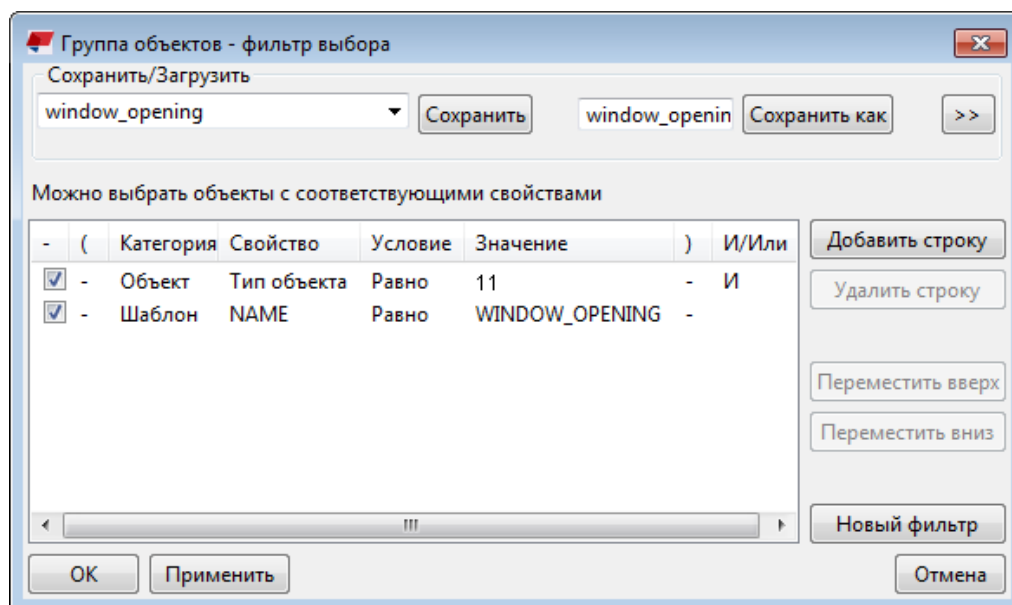 Группа объектов - фильтр выбора
Сохранить/Загрузить
window_opening Сохранить window_openin Сохранить как >>
Можно выбрать объекты с соответствующими свойствами
- ( Категория Свойство Условие Значение ) И/Или Добавить строку
- Объект Тип объекта Равно 11 - И Удалить строку
- Шаблон NAME Равно WINDOW_OPENING -
Переместить вверх
Переместить вниз
Новый фильтр
OK Применить Отмена